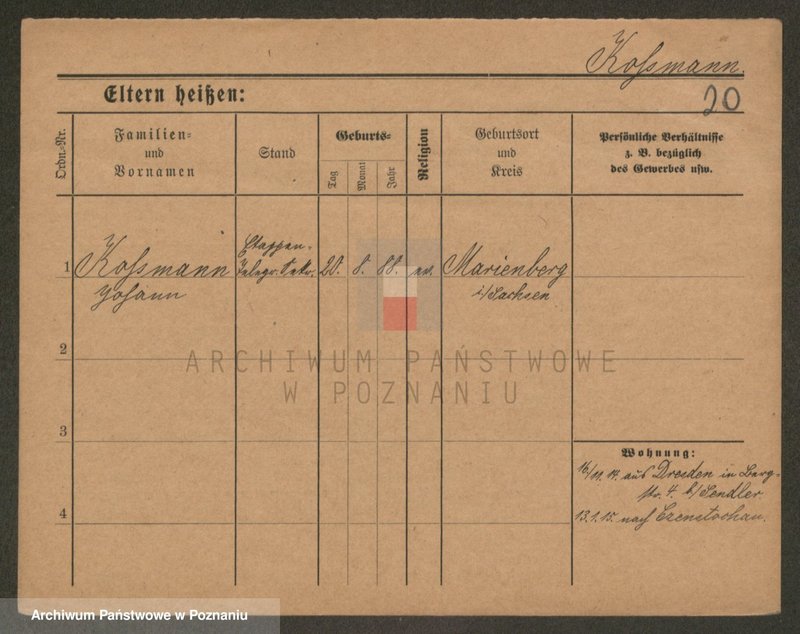 Kossmann.
20
Eltern heißen:
Ordn.-Nr.
Familien-
und
Vornamen
Stand
Geburts-
Tag
Monat
Jahr
Religion
Geburtsort
und
Kreis
Persönliche Verhältnisse
z. B. bezüglich
des Gewerbes usw.
1
Kossmann
Johann
Etappen-
Telegr. Sekr.
20.
8.
88.
ev.
Marienberg
i/Sachsen
2
ARCHIWUM PAŃSTWOWE
W POZNANIU
3
Wohnung:
16/11. 14. aus Dresden in Berg-
str. 4. b/Sendler
13.1.15. nach Czenstochau.
4
Archiwum Państwowe w Poznaniu